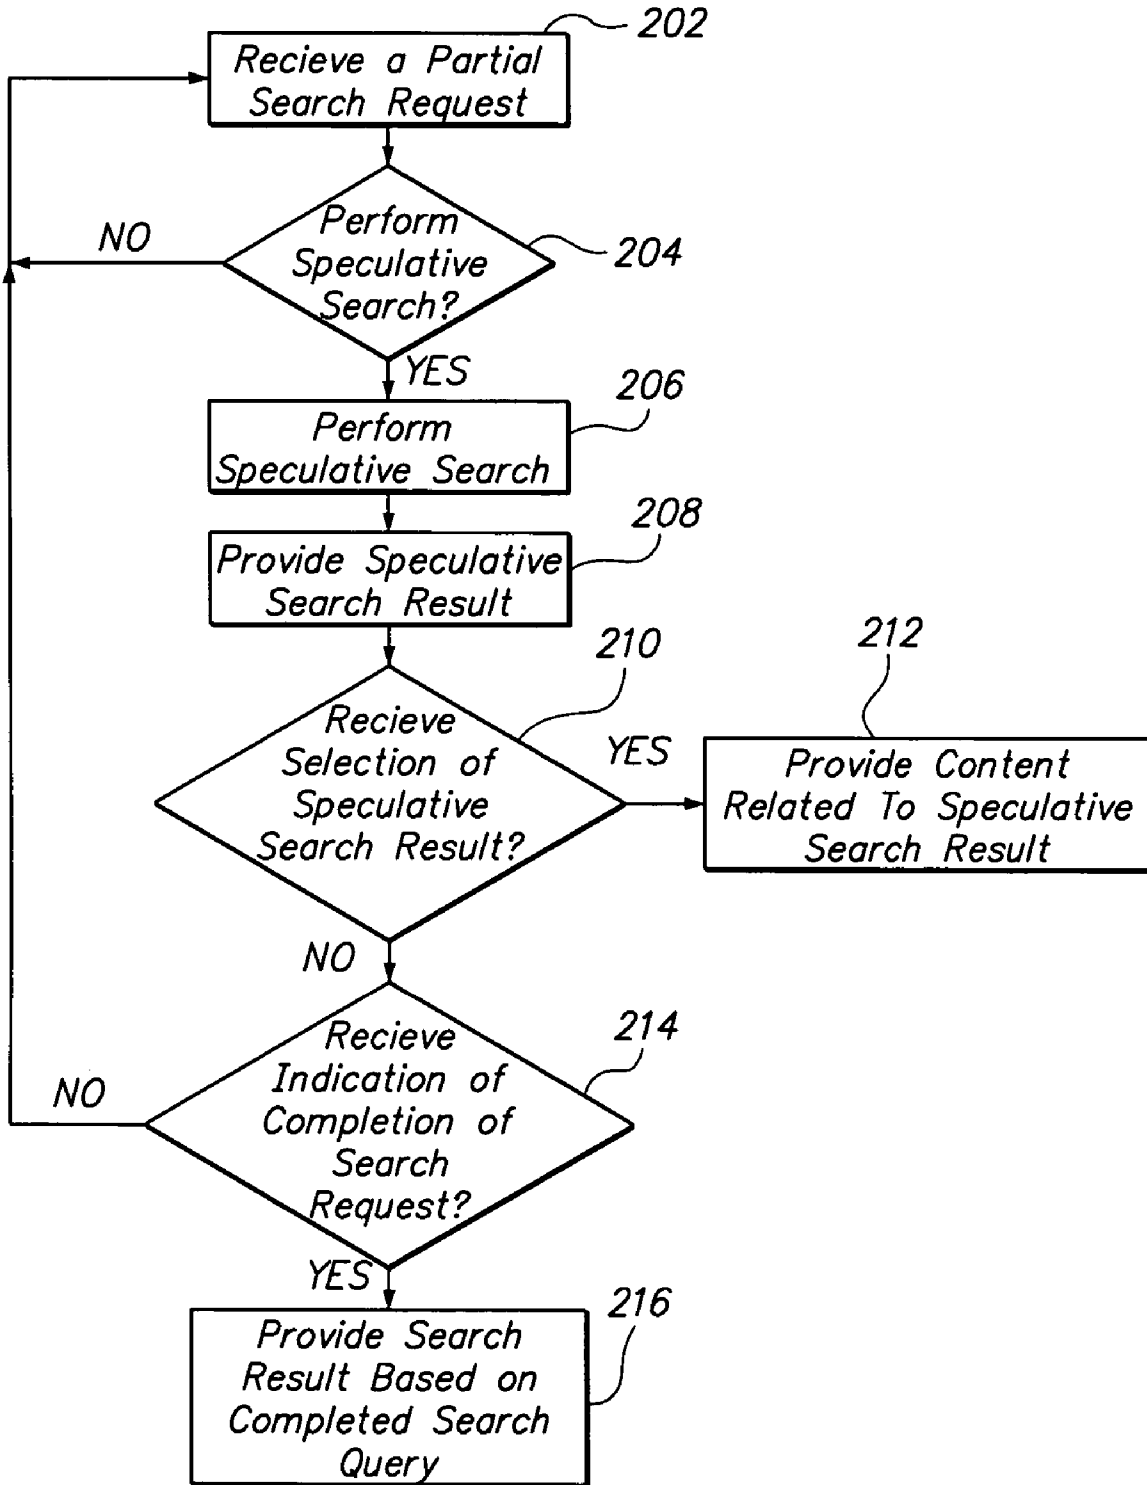 202
Recieve a Partial
Search Request
NO
Perform
Speculative
Search?
204
YES
206
Perform
Speculative Search
208
Provide Speculative
Search Result
210
212
Recieve
Selection of
Speculative
Search Result?
YES
Provide Content
Related To Speculative
Search Result
NO
214
Recieve
Indication of
Completion of
Search
Request?
NO
YES
216
Provide Search
Result Based on
Completed Search
Query